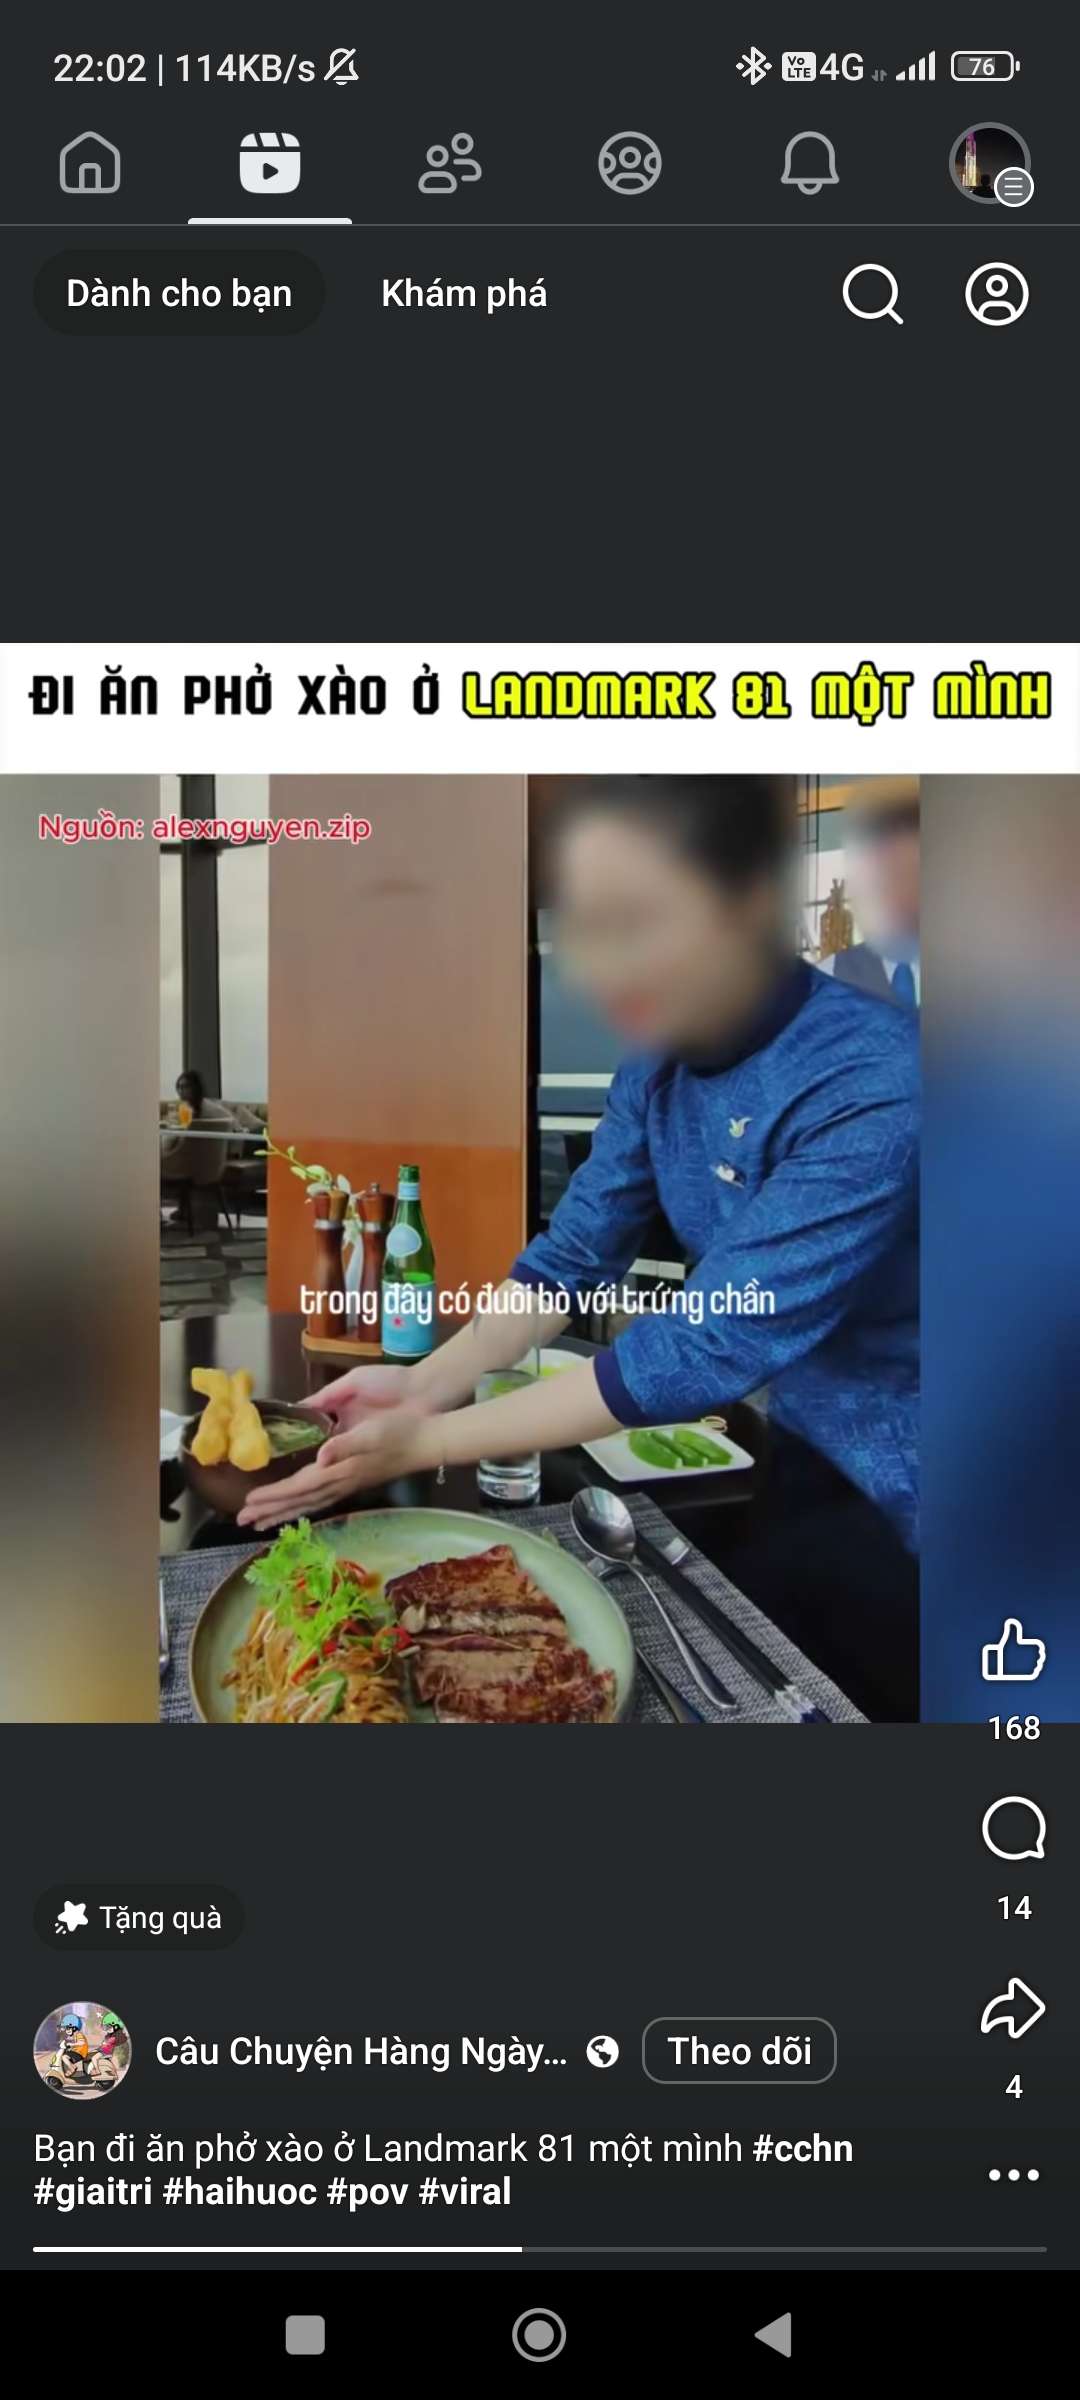 22:02 | 114KB/s
Vo LTE 4G 76
Dành cho bạn
Khám phá
ĐI ĂN PHỞ XÀO Ở LANDMARK 81 MỘT MÌNH
Nguồn: alexnguyen.zip
trong đây có đuôi bò với trứng chần
168
14
Tặng quà
Câu Chuyện Hàng Ngày...
Theo dõi
4
Bạn đi ăn phở xào ở Landmark 81 một mình #cchn
#giaitri #haihuoc #pov #viral